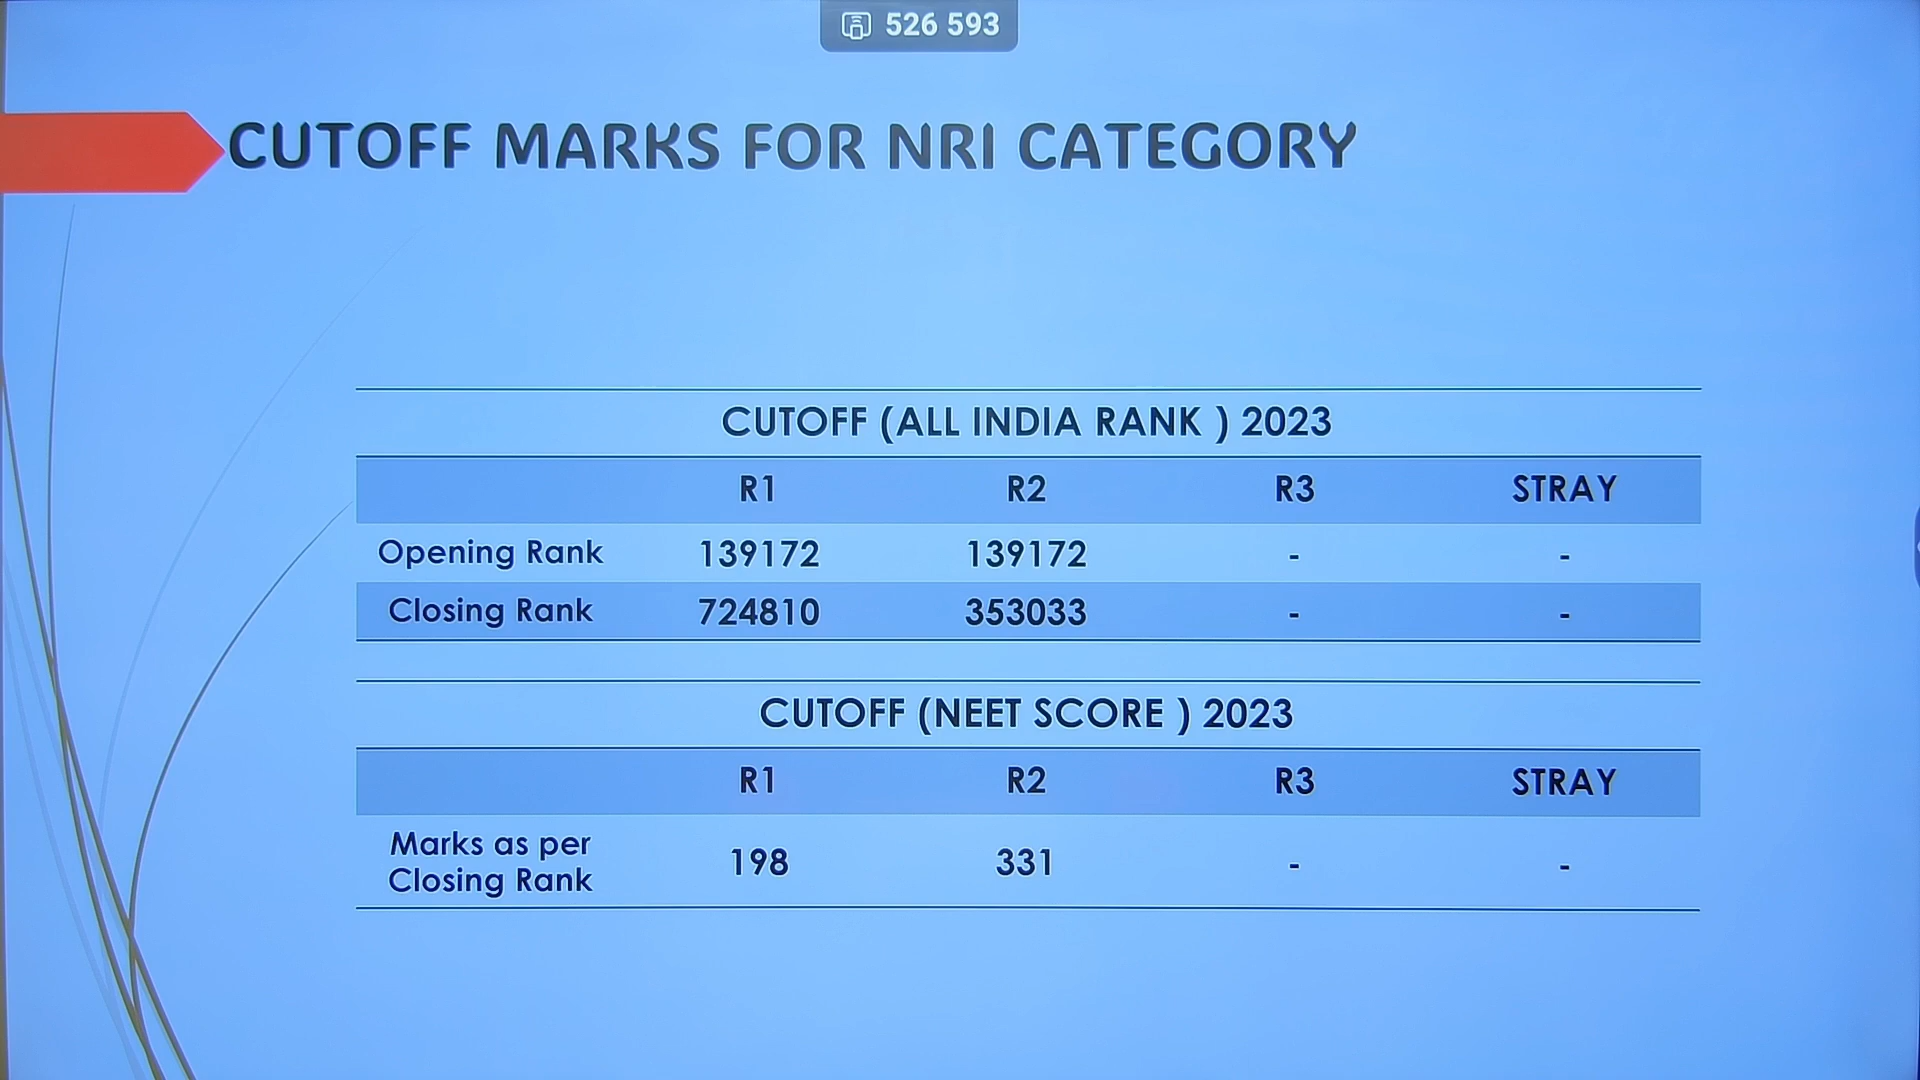 526 593
CUTOFF MARKS FOR NRI CATEGORY
CUTOFF (ALL INDIA RANK ) 2023
R1 R2 R3 STRAY
Opening Rank 139172 139172 - -
Closing Rank 724810 353033 - -
CUTOFF (NEET SCORE ) 2023
R1 R2 R3 STRAY
Marks as per
Closing Rank 198 331 - -